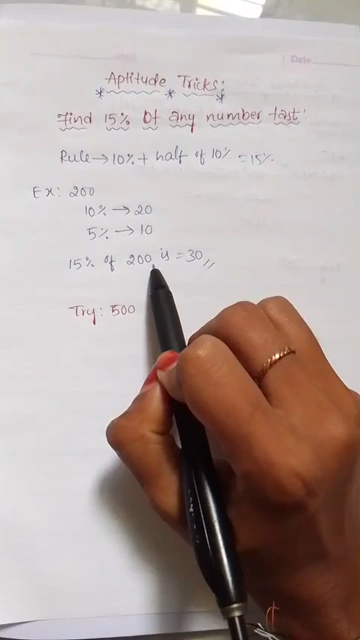 Date
Aptitude Tricks:
Find 15% Of any number fast:
Rule → 10% + half of 10% = 15%
Ex: 200
10% → 20
5% → 10
15% of 200 is = 30
Try: 500